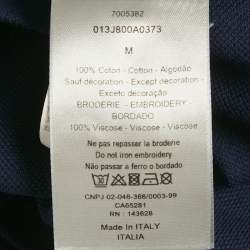 7005382
013J800A0373
M
100% Coton - Cotton - Algodão
Sauf décoration - Except decoration
Exceto decoração
BRODERIE - EMBROIDERY -
BORDADO
100% Viscose - Viscose - Viscose
Ne pas repasser la broderie
Do not iron embroidery
Não passar a ferro o bordado
CNPJ 02-046-366/0003-99
CA65281
RN : 143628
Made In ITALY
ITALIA